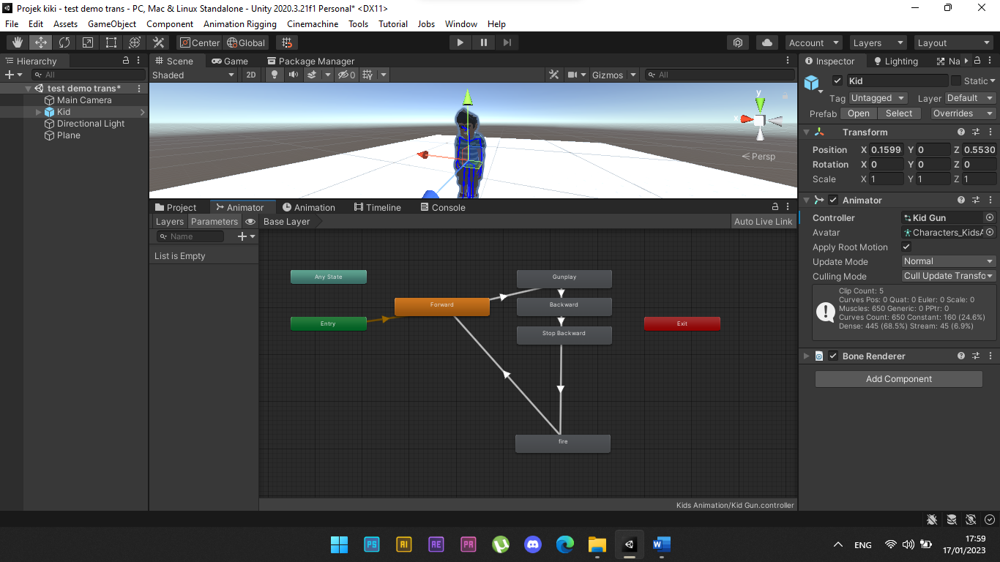 Projek kiki - test demo trans - PC, Mac & Linux Standalone - Unity 2020.3.21f1 Personal* <DX11>
File Edit Assets GameObject Component Animation Rigging Cinemachine Tools Tutorial Jobs Window Help
Center Global Account Layers Layout
Hierarchy
All
test demo trans*
Main Camera
Kid
Directional Light
Plane
Scene Game Package Manager
Shaded 2D 0 Gizmos All
y
x
Persp
Project Animator Animation Timeline Console
Layers Parameters Base Layer Auto Live Link
Name
List is Empty
Any State
Gunplay
Forward
Backward
Entry
Exit
Stop Backward
fire
Kids Animation/Kid Gun.controller
Inspector Lighting Na
Kid Static
Tag Untagged Layer Default
Prefab Open Select Overrides
Transform
Position X 0.1599 Y 0 Z 0.5530
Rotation X 0 Y 0 Z 0
Scale X 1 Y 1 Z 1
Animator
Controller Kid Gun
Avatar Characters_KidsA
Apply Root Motion
Update Mode Normal
Culling Mode Cull Update Transfo
Clip Count: 5
Curves Pos: 0 Quat: 0 Euler: 0 Scale: 0
Muscles: 650 Generic: 0 PPtr: 0
Curves Count: 650 Constant: 160 (24.6%)
Dense: 445 (68.5%) Stream: 45 (6.9%)
Bone Renderer
Add Component
PS AI AE PR W
ENG
17:59
17/01/2023